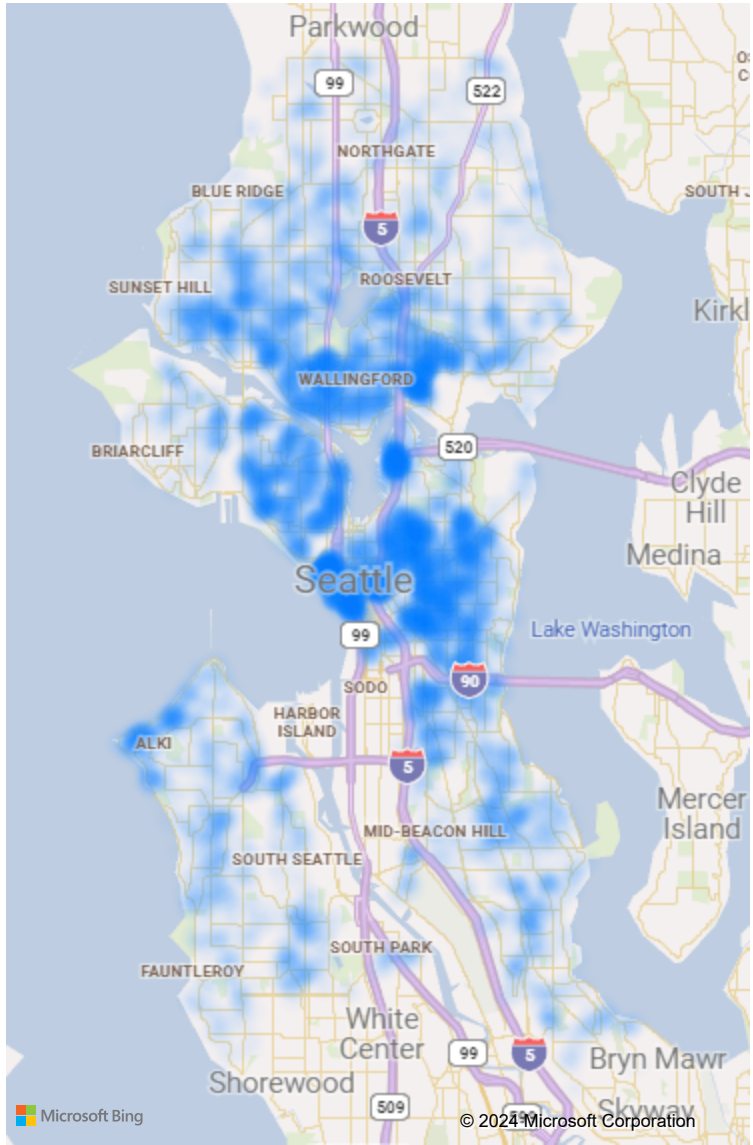 Parkwood
99
522
NORTHGATE
BLUE RIDGE
SOUTH J
5
SUNSET HILL
ROOSEVELT
Kirkl
WALLINGFORD
520
BRIARCLIFF
Clyde
Hill
Medina
Seattle
Lake Washington
99
90
SODO
HARBOR
ISLAND
ALKI
5
Mercer
Island
MID-BEACON HILL
SOUTH SEATTLE
SOUTH PARK
FAUNTLEROY
White
Center
99
5
Bryn Mawr
Shorewood
509
Skyway
Microsoft Bing
© 2024 Microsoft Corporation